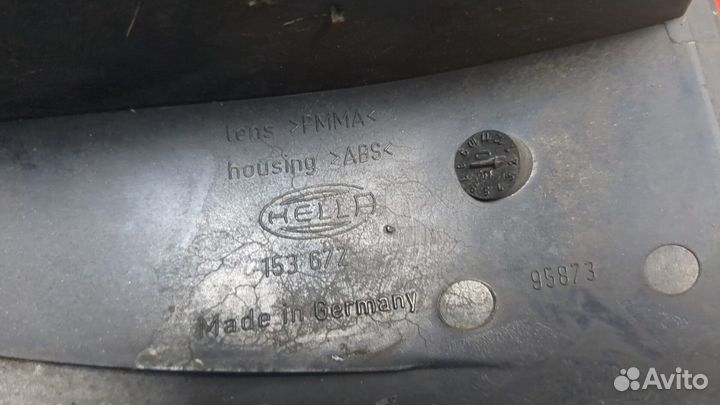 lens >PMMA<
housing >ABS<
HELLA
153 672
95873
Made in Germany
Avito